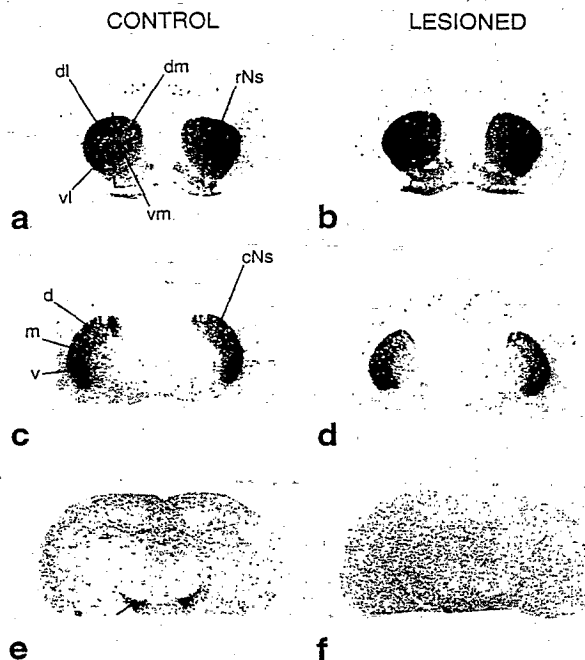 CONTROL LESIONED
dl dm rNs
vl vm
a b
cNs
d
m
v
c d
e f